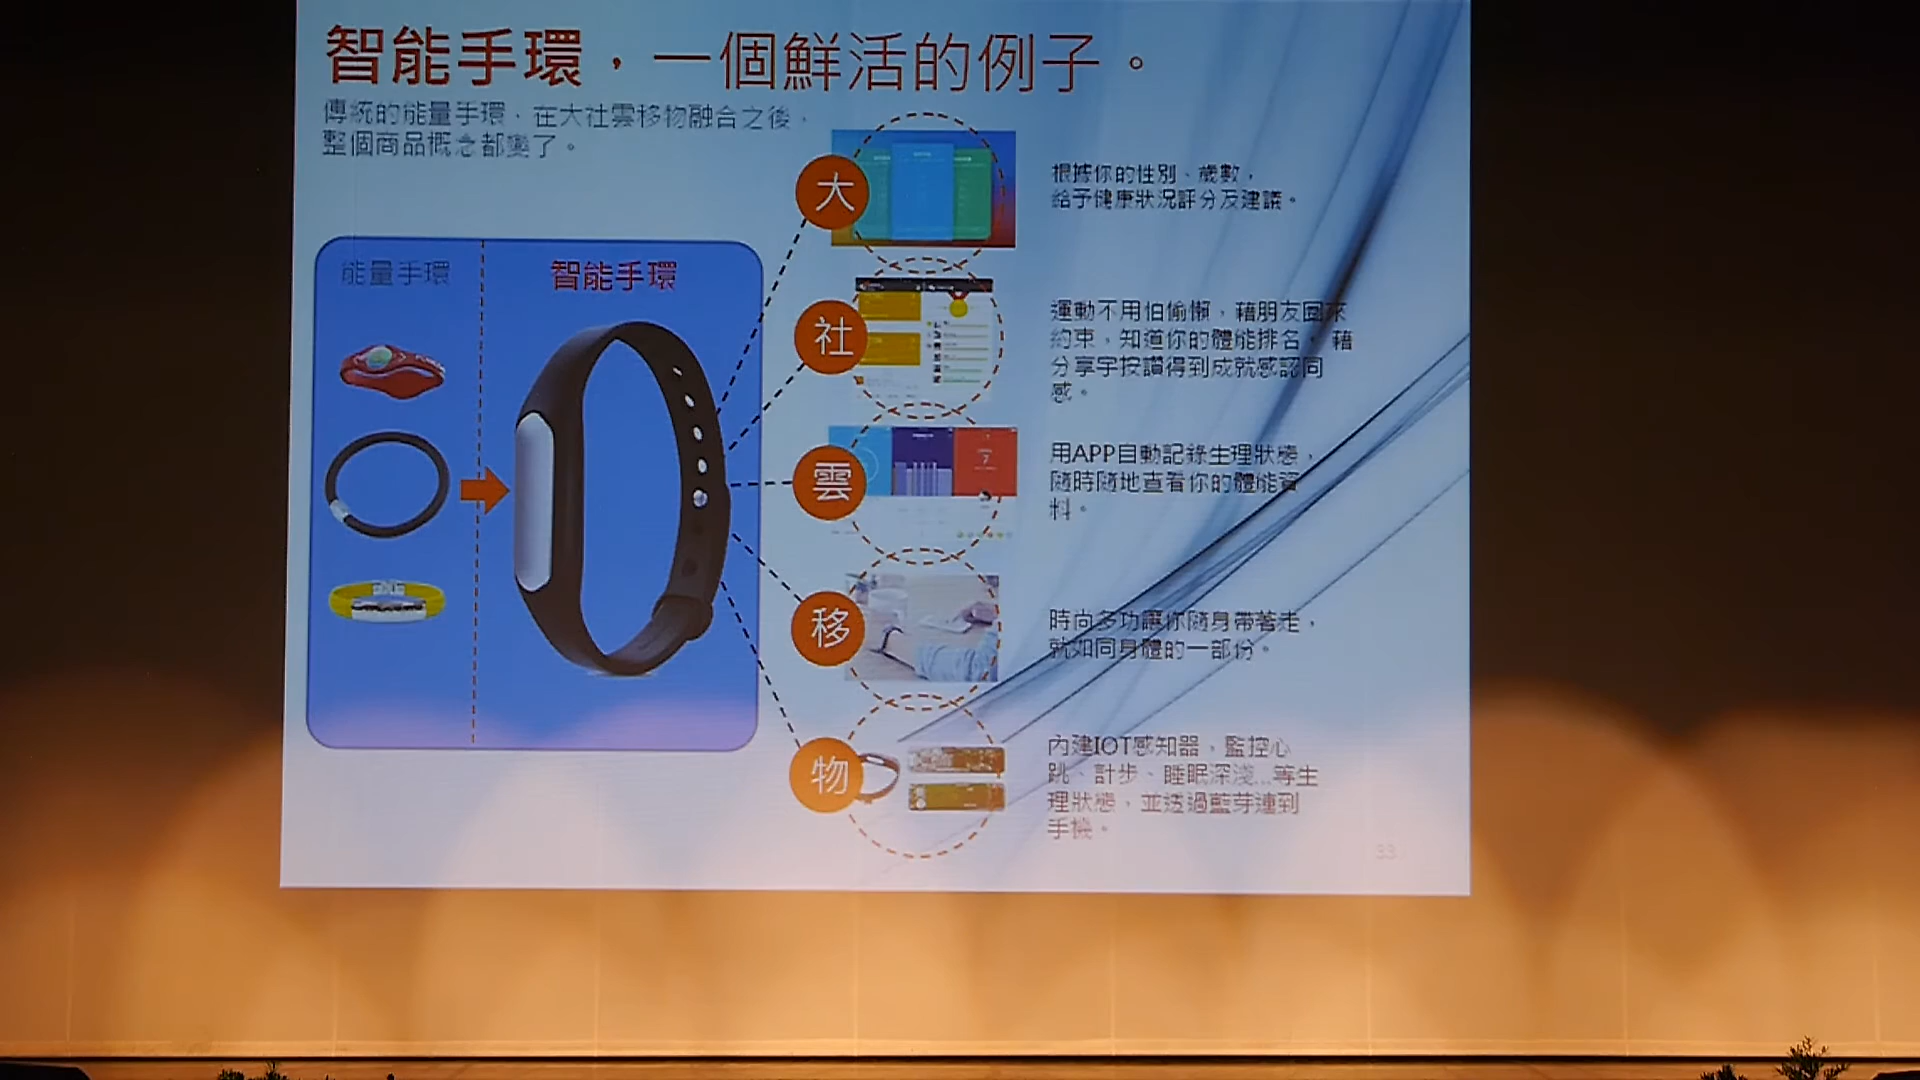 智能手環，一個鮮活的例子。
傳統的能量手環，在大社雲移物融合之後，
整個商品概念都變了。
能量手環
智能手環
大
根據你的性別、歲數，
給予健康狀況評分及建議。
社
運動不用怕偷懶，藉朋友圈來
約束，知道你的體能排名，藉
分享字按讚得到成就感認同
感。
雲
用APP自動記錄生理狀態，
隨時隨地查看你的體能資
料。
移
時尚多功讓你隨身帶著走，
就如同身體的一部份。
物
內建IOT感知器，監控心
跳、計步、睡眠深淺...等生
理狀態，並透過藍芽連到
手機。
33